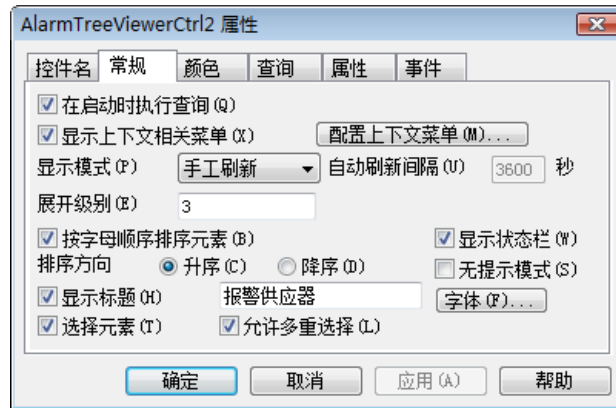 AlarmTreeViewerCtrl2 属性
控件名 常规 颜色 查询 属性 事件
在启动时执行查询(Q)
显示上下文相关菜单(X) 配置上下文菜单(M)...
显示模式(P) 手工刷新 自动刷新间隔(U) 3600 秒
展开级别(E) 3
按字母顺序排序元素(B) 显示状态栏(W)
排序方向 升序(C) 降序(D) 无提示模式(S)
显示标题(H) 报警供应器 字体(F)...
选择元素(T) 允许多重选择(L)
确定 取消 应用(A) 帮助